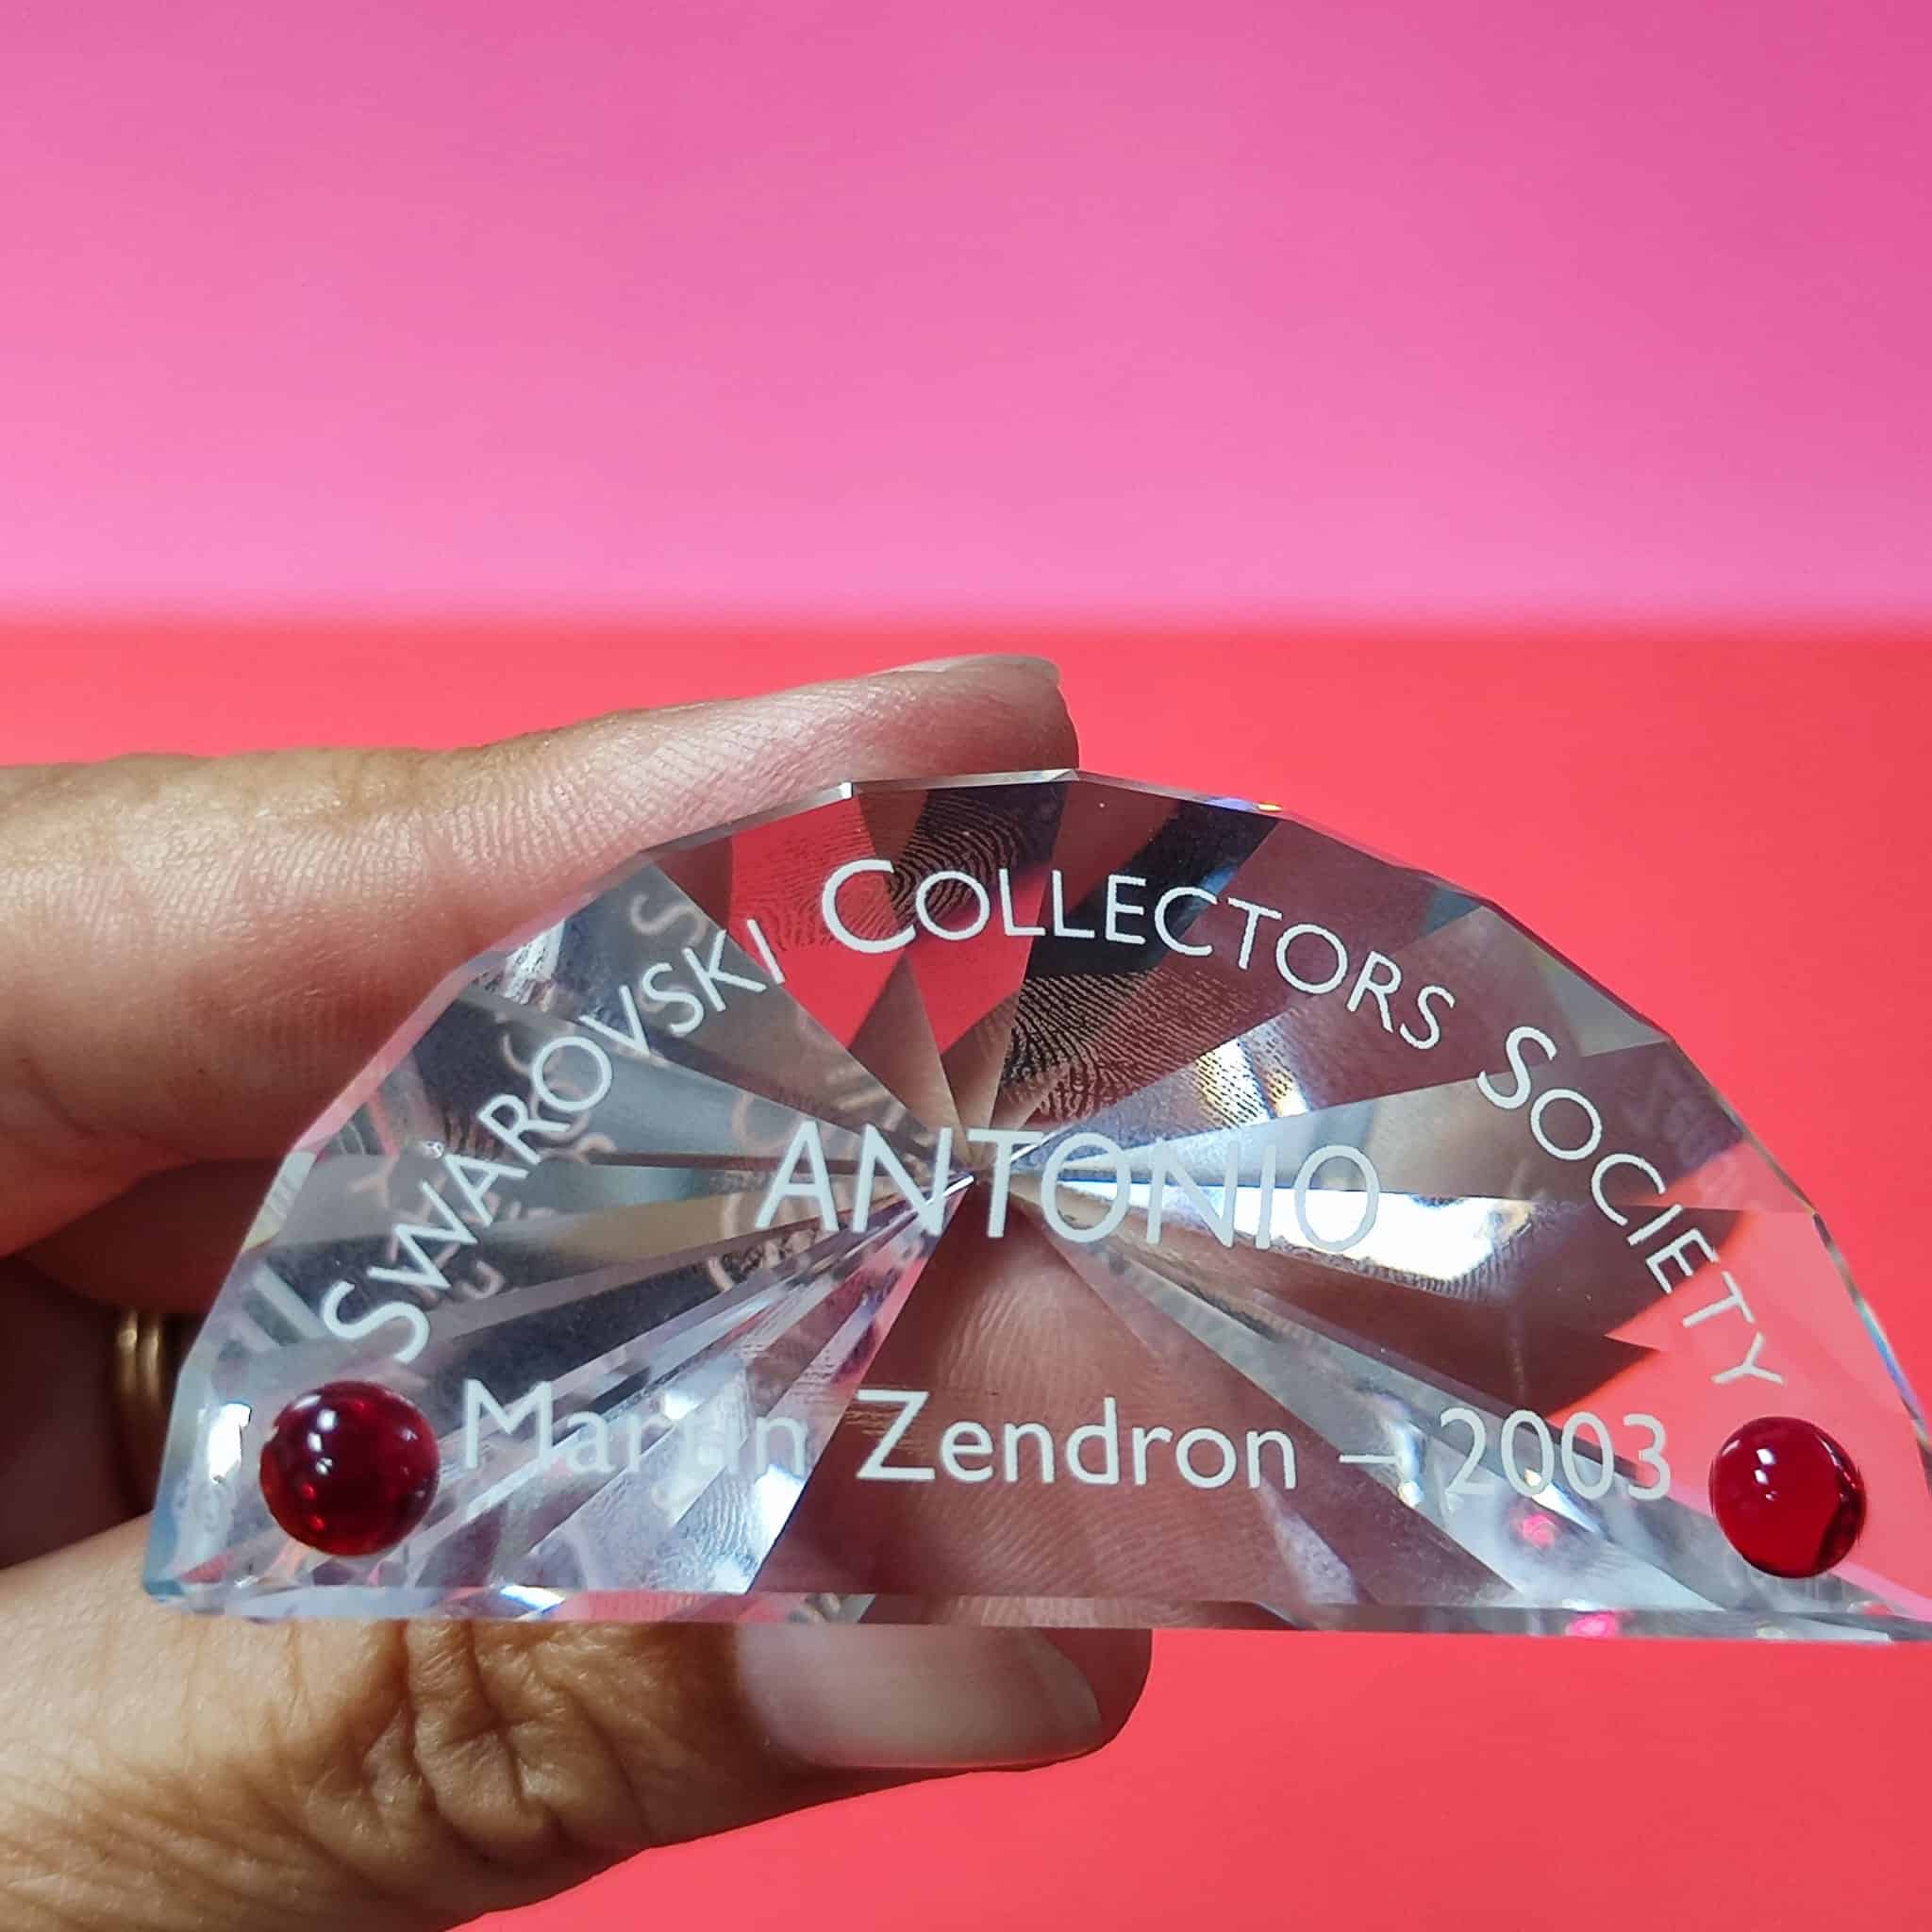 SWAROVSKI COLLECTORS SOCIETY
ANTONIO
Martin Zendron – 2003